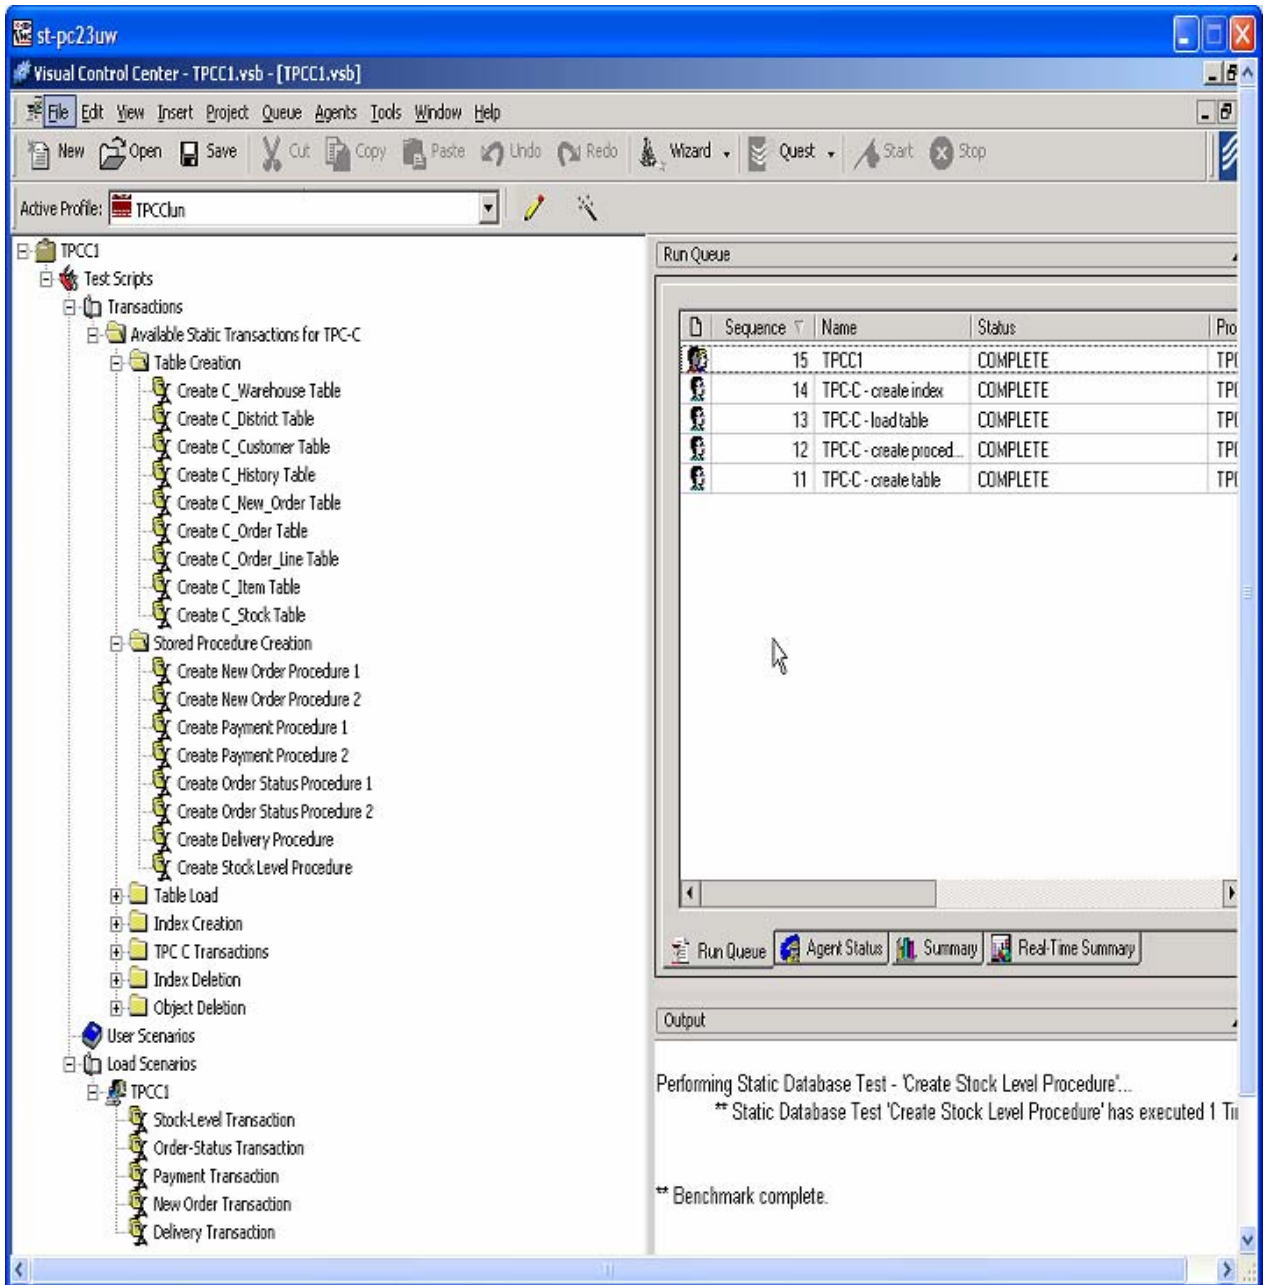 st-pc23uw
Visual Control Center - TPCC1.vsb - [TPCC1.vsb]
File Edit View Insert Project Queue Agents Tools Window Help
New Open Save Cut Copy Paste Undo Redo Wizard Quest Start Stop
Active Profile: TPCClun
TPCC1
Test Scripts
Transactions
Available Static Transactions for TPC-C
Table Creation
Create C_Warehouse Table
Create C_District Table
Create C_Customer Table
Create C_History Table
Create C_New_Order Table
Create C_Order Table
Create C_Order_Line Table
Create C_Item Table
Create C_Stock Table
Stored Procedure Creation
Create New Order Procedure 1
Create New Order Procedure 2
Create Payment Procedure 1
Create Payment Procedure 2
Create Order Status Procedure 1
Create Order Status Procedure 2
Create Delivery Procedure
Create Stock Level Procedure
Table Load
Index Creation
TPC C Transactions
Index Deletion
Object Deletion
User Scenarios
Load Scenarios
TPCC1
Stock-Level Transaction
Order-Status Transaction
Payment Transaction
New Order Transaction
Delivery Transaction
Run Queue
Sequence Name Status Pro
15 TPCC1 COMPLETE TP
14 TPC-C - create index COMPLETE TP
13 TPC-C - load table COMPLETE TP
12 TPC-C - create proced... COMPLETE TP
11 TPC-C - create table COMPLETE TP
Run Queue Agent Status Summary Real-Time Summary
Output
Performing Static Database Test - 'Create Stock Level Procedure'...
** Static Database Test 'Create Stock Level Procedure' has executed 1 Ti
** Benchmark complete.